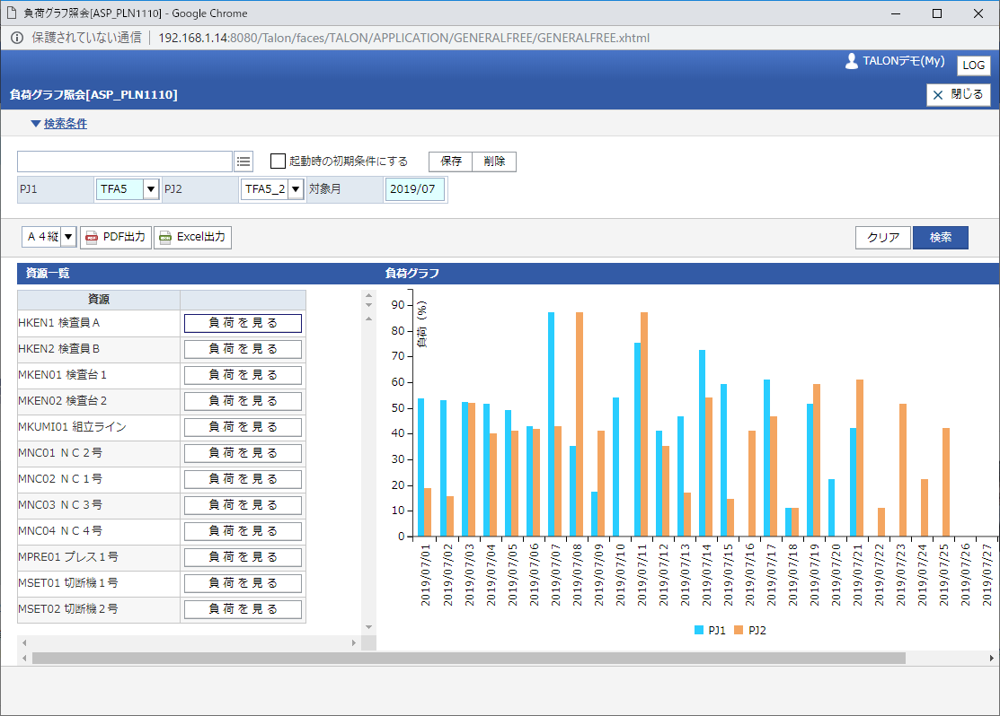 負荷グラフ照会[ASP_PLN1110] - Google Chrome
保護されていない通信 | 192.168.1.14:8080/Talon/faces/TALON/APPLICATION/GENERALFREE/GENERALFREE.xhtml
TALONデモ(My) LOG
負荷グラフ照会[ASP_PLN1110] 閉じる
検索条件
起動時の初期条件にする 保存 削除
PJ1 TFA5 PJ2 TFA5_2 対象月 2019/07
A4縦 PDF出力 Excel出力 クリア 検索
資源一覧 負荷グラフ
資源
HKEN1 検査員A 負荷を見る
HKEN2 検査員B 負荷を見る
MKEN01 検査台1 負荷を見る
MKEN02 検査台2 負荷を見る
MKUMI01 組立ライン 負荷を見る
MNC01 NC2号 負荷を見る
MNC02 NC1号 負荷を見る
MNC03 NC3号 負荷を見る
MNC04 NC4号 負荷を見る
MPRE01 プレス1号 負荷を見る
MSET01 切断機1号 負荷を見る
MSET02 切断機2号 負荷を見る
負荷 (%)
90
80
70
60
50
40
30
20
10
0
2019/07/01
2019/07/02
2019/07/03
2019/07/04
2019/07/05
2019/07/06
2019/07/07
2019/07/08
2019/07/09
2019/07/10
2019/07/11
2019/07/12
2019/07/13
2019/07/14
2019/07/15
2019/07/16
2019/07/17
2019/07/18
2019/07/19
2019/07/20
2019/07/21
2019/07/22
2019/07/23
2019/07/24
2019/07/25
2019/07/26
2019/07/27
PJ1 PJ2